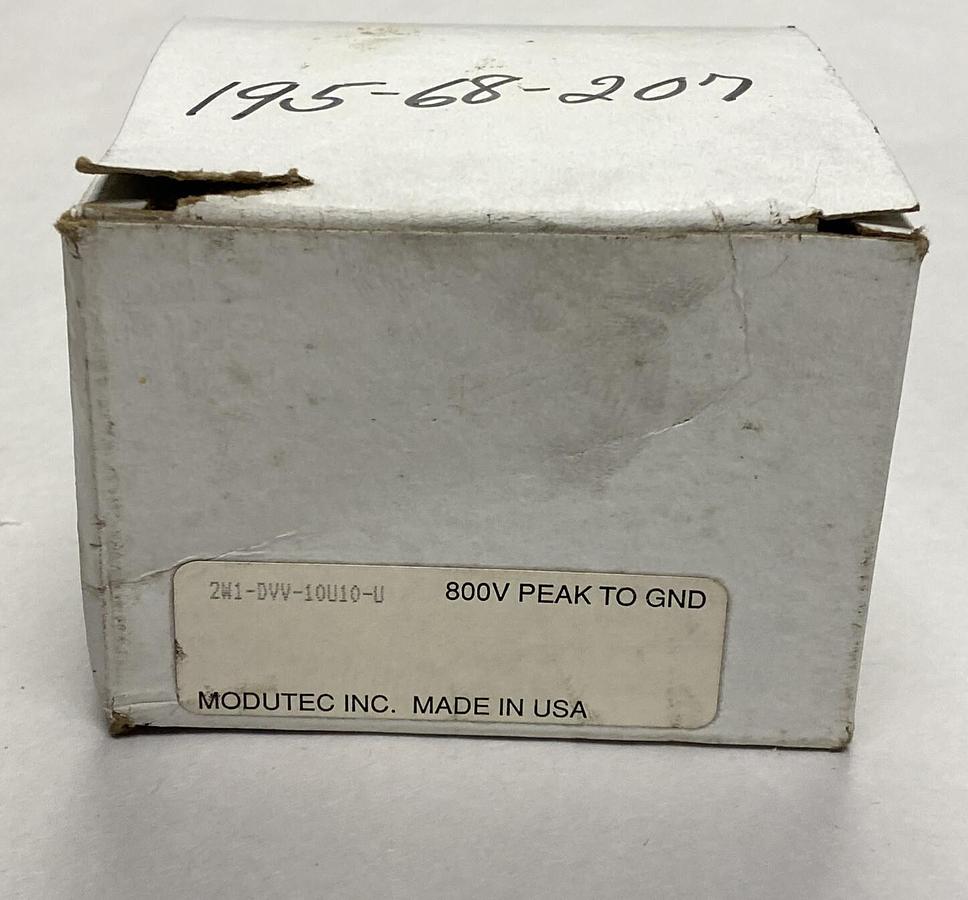 195-68-207
2W1-DVV-10U10-U 800V PEAK TO GND
MODUTEC INC. MADE IN USA